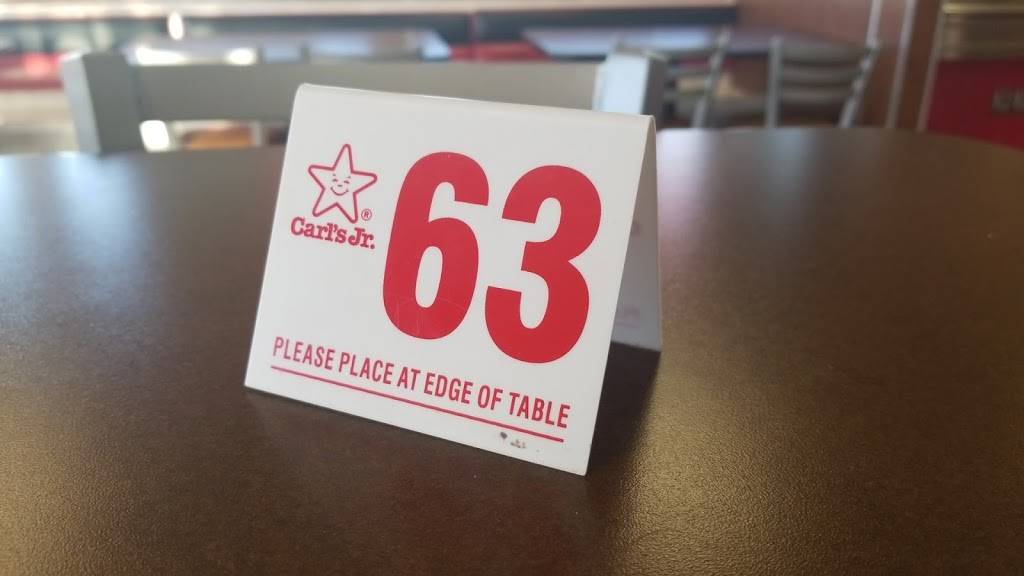 Carl's Jr.®
63
PLEASE PLACE AT EDGE OF TABLE